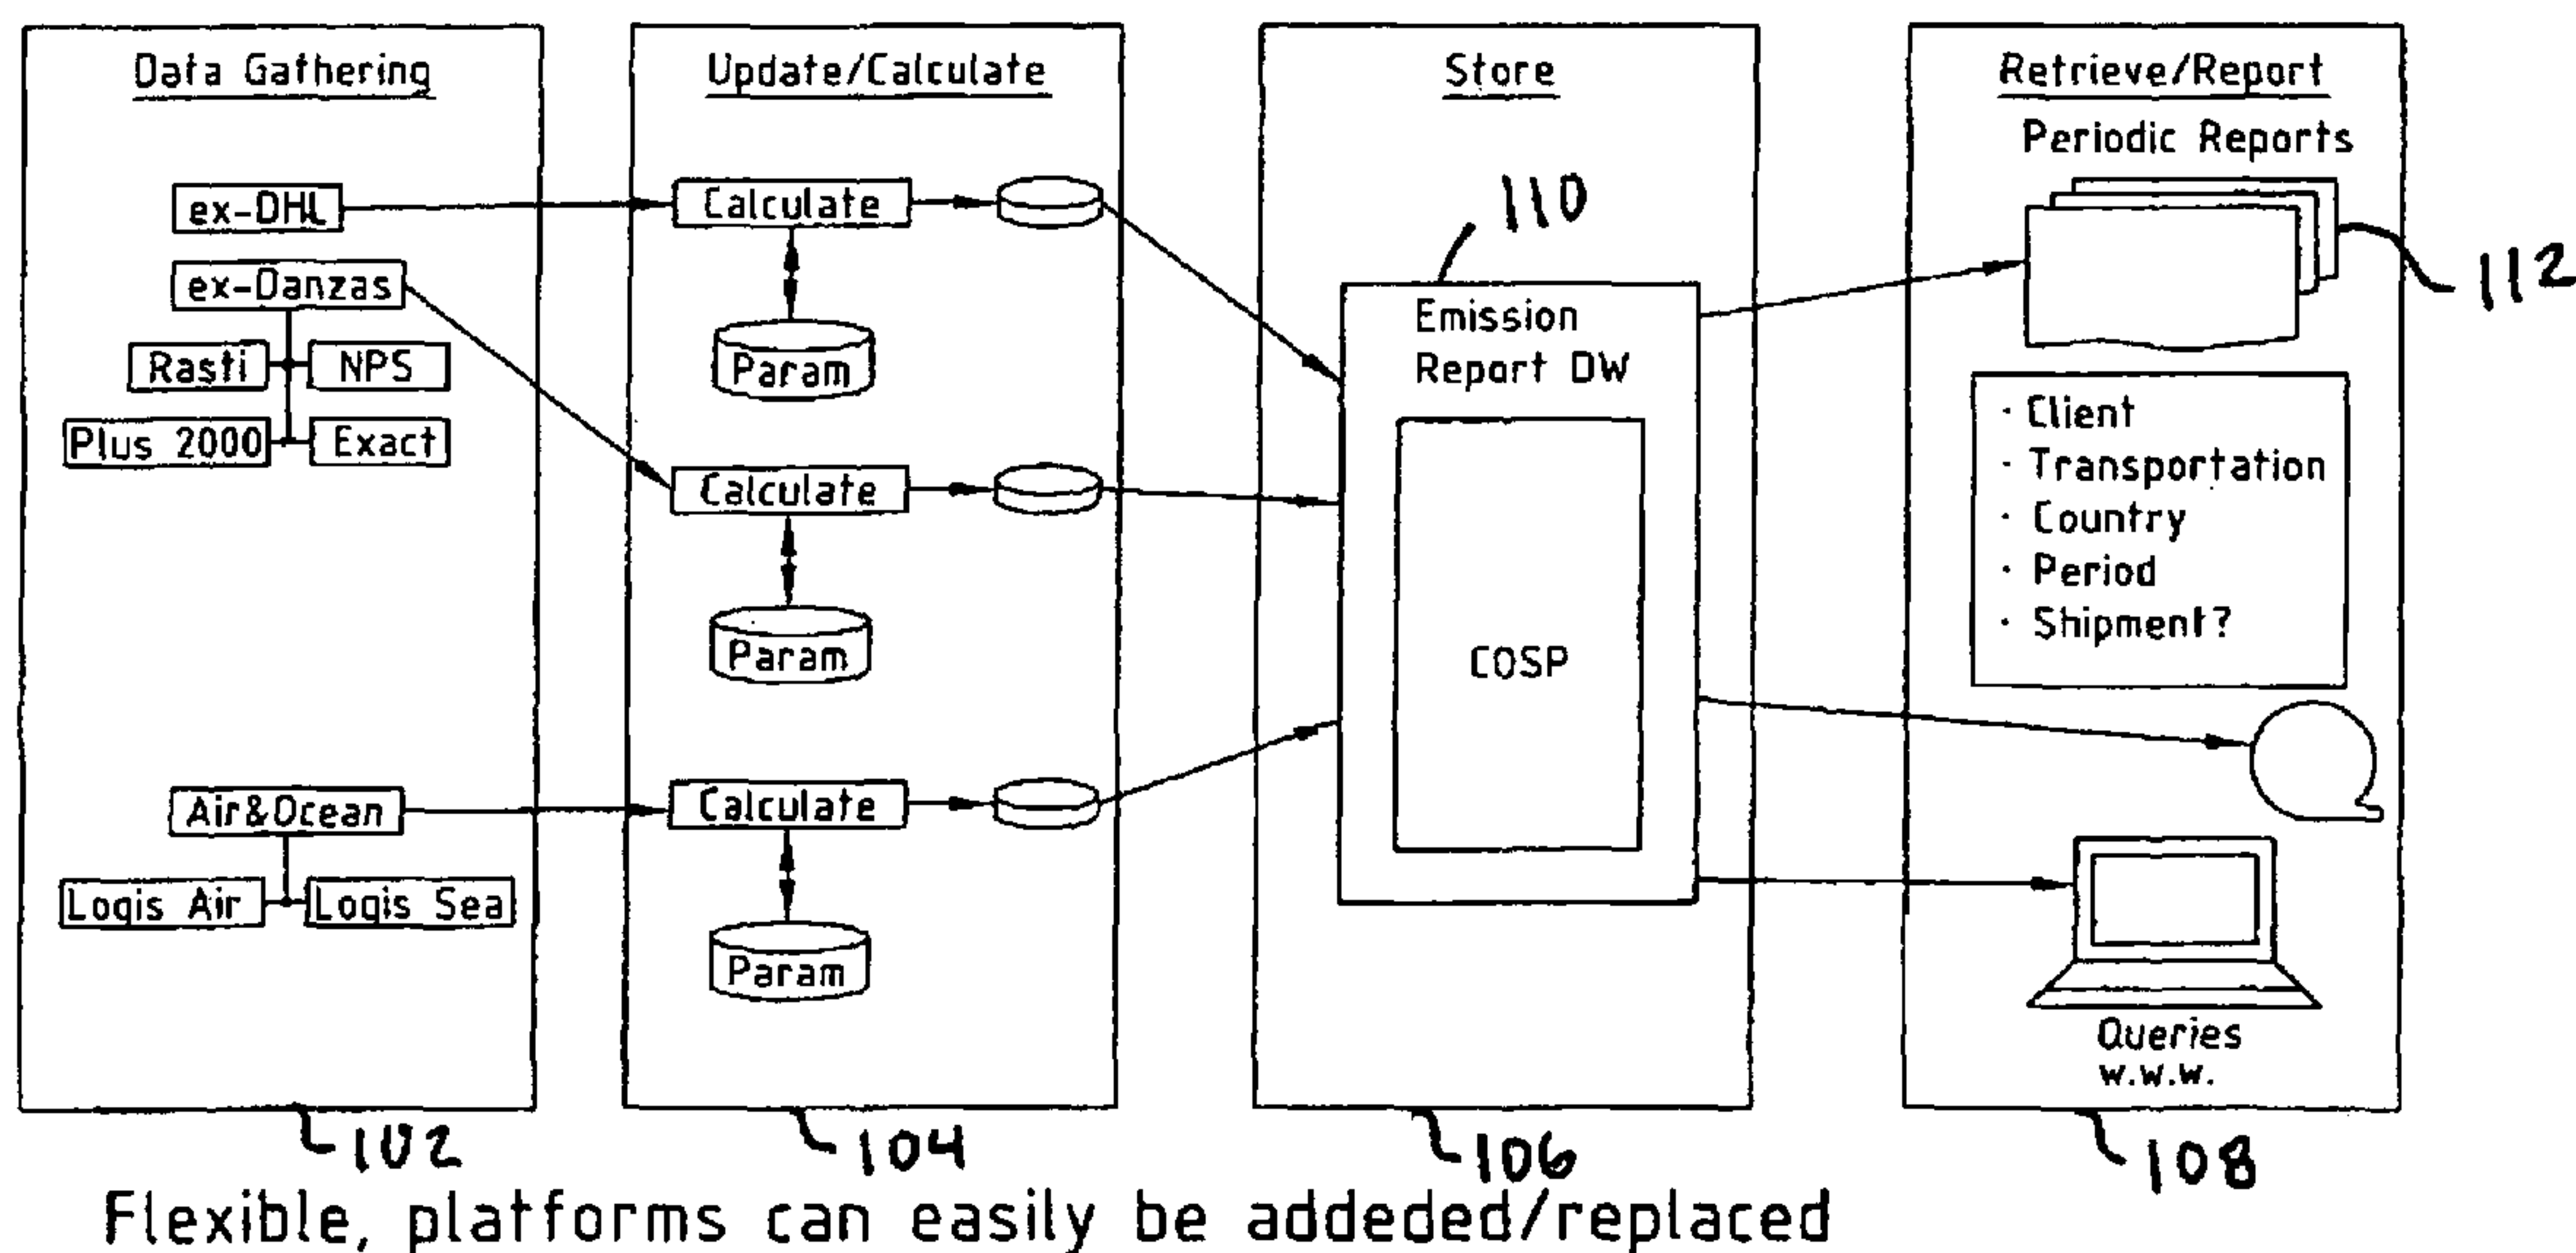 Data Gathering
ex-DHL
ex-Danzas
Rasti NPS
Plus 2000 Exact
Air&Ocean
Logis Air Logis Sea
102
Update/Calculate
Calculate
Param
Calculate
Param
Calculate
Param
104
Store
110
Emission
Report DW
COSP
106
Retrieve/Report
Periodic Reports
112
· Client
· Transportation
· Country
· Period
· Shipment?
Queries
w.w.w.
108
Flexible, platforms can easily be addeded/replaced